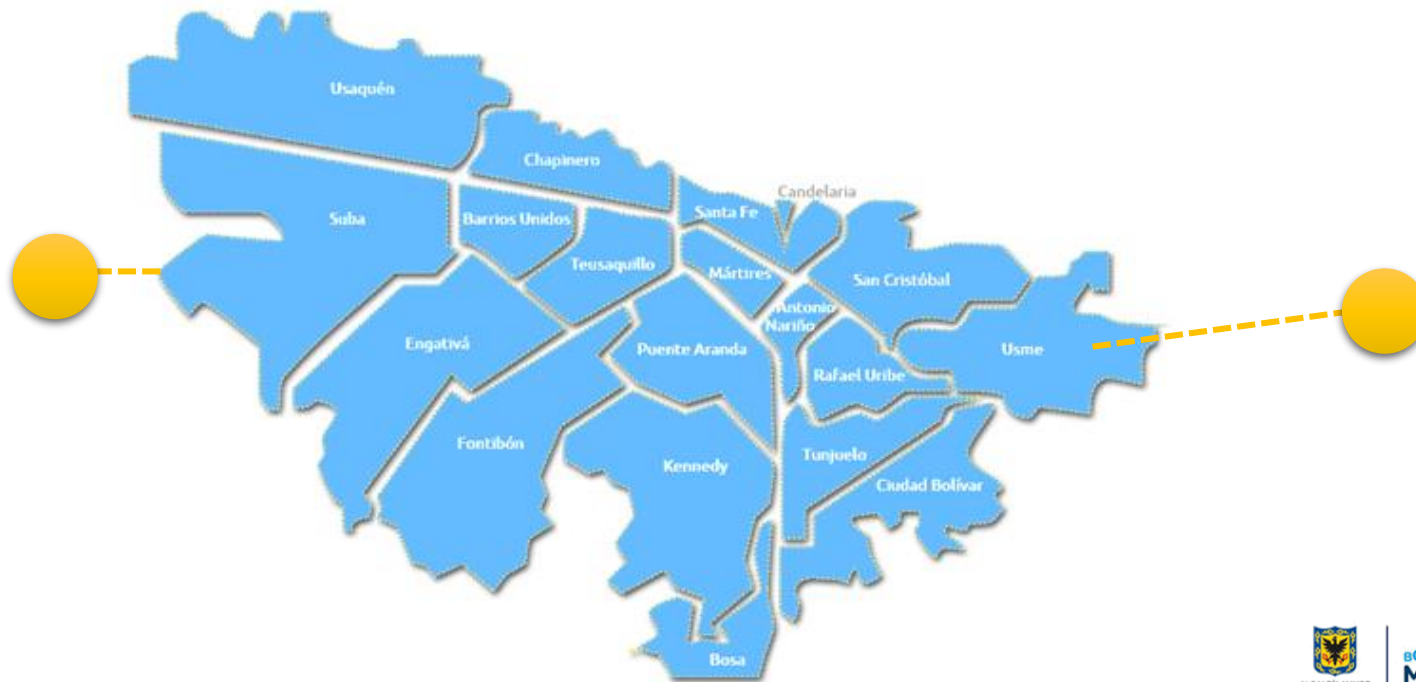 Usaquén
Chapinero
Candelaria
Santa Fe
Suba
Barrios Unidos
Teusaquillo
Mártires
San Cristóbal
Antonio
Nariño
Engativá
Puente Aranda
Usme
Rafael Uribe
Fontibón
Kennedy
Tunjuelo
Ciudad Bolívar
Bosa